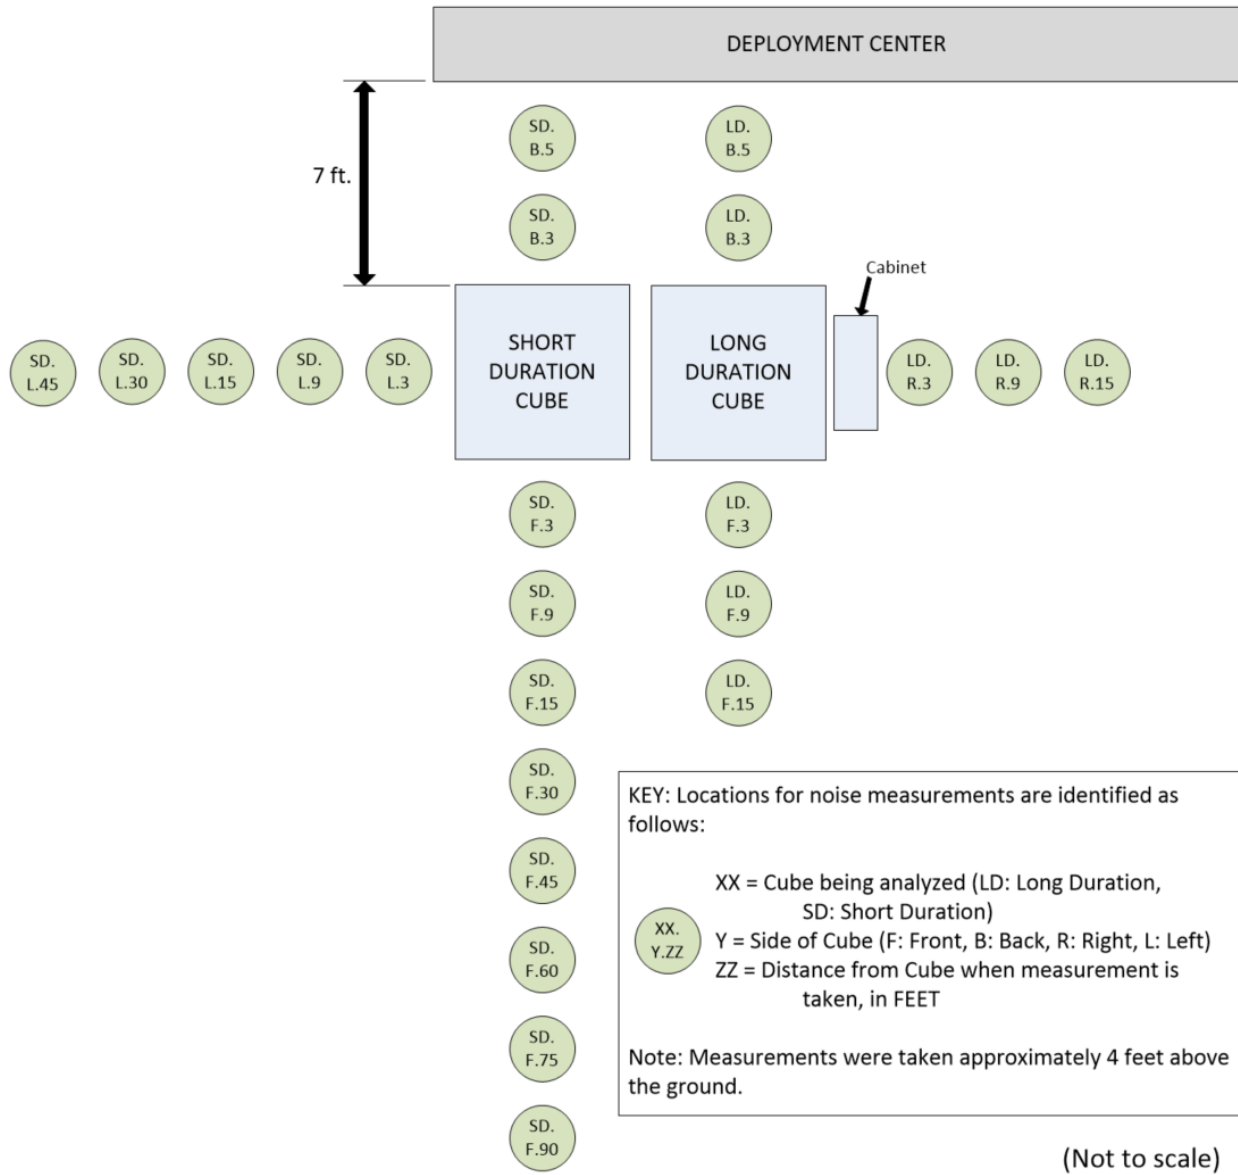 DEPLOYMENT CENTER
SD.
B.5
LD.
B.5
7 ft.
SD.
B.3
LD.
B.3
Cabinet
SD.
L.45
SD.
L.30
SD.
L.15
SD.
L.9
SD.
L.3
SHORT
DURATION
CUBE
LONG
DURATION
CUBE
LD.
R.3
LD.
R.9
LD.
R.15
SD.
F.3
LD.
F.3
SD.
F.9
LD.
F.9
SD.
F.15
LD.
F.15
SD.
F.30
SD.
F.45
SD.
F.60
SD.
F.75
SD.
F.90
KEY: Locations for noise measurements are identified as
follows:
XX.
Y.ZZ
XX = Cube being analyzed (LD: Long Duration,
SD: Short Duration)
Y = Side of Cube (F: Front, B: Back, R: Right, L: Left)
ZZ = Distance from Cube when measurement is
taken, in FEET
Note: Measurements were taken approximately 4 feet above
the ground.
(Not to scale)